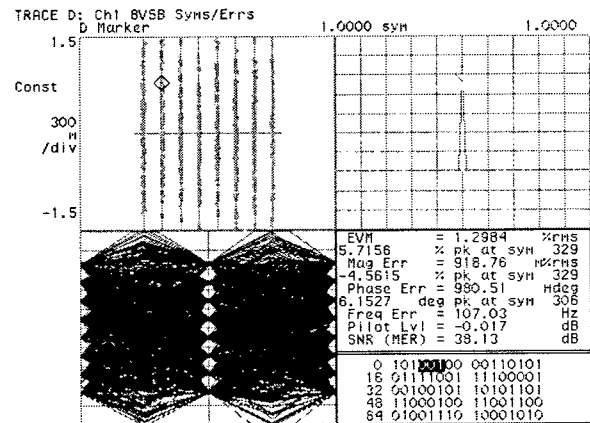 TRACE D: Ch1 8VSB Syms/Errs
D Marker 1.0000 sym 1.0000
1.5
Const
300
m
/div
-1.5
EVM = 1.2984 %rms
5.7156 % pk at sym 329
Mag Err = 918.76 m%rms
-4.5615 % pk at sym 329
Phase Err = 980.51 mdeg
6.1527 deg pk at sym 306
Freq Err = 107.03 Hz
Pilot Lvl = -0.017 dB
SNR (MER) = 38.13 dB
0 10100100 00110101
16 01111001 11100001
32 00100101 10101101
48 11000100 11001100
64 01001110 10001010